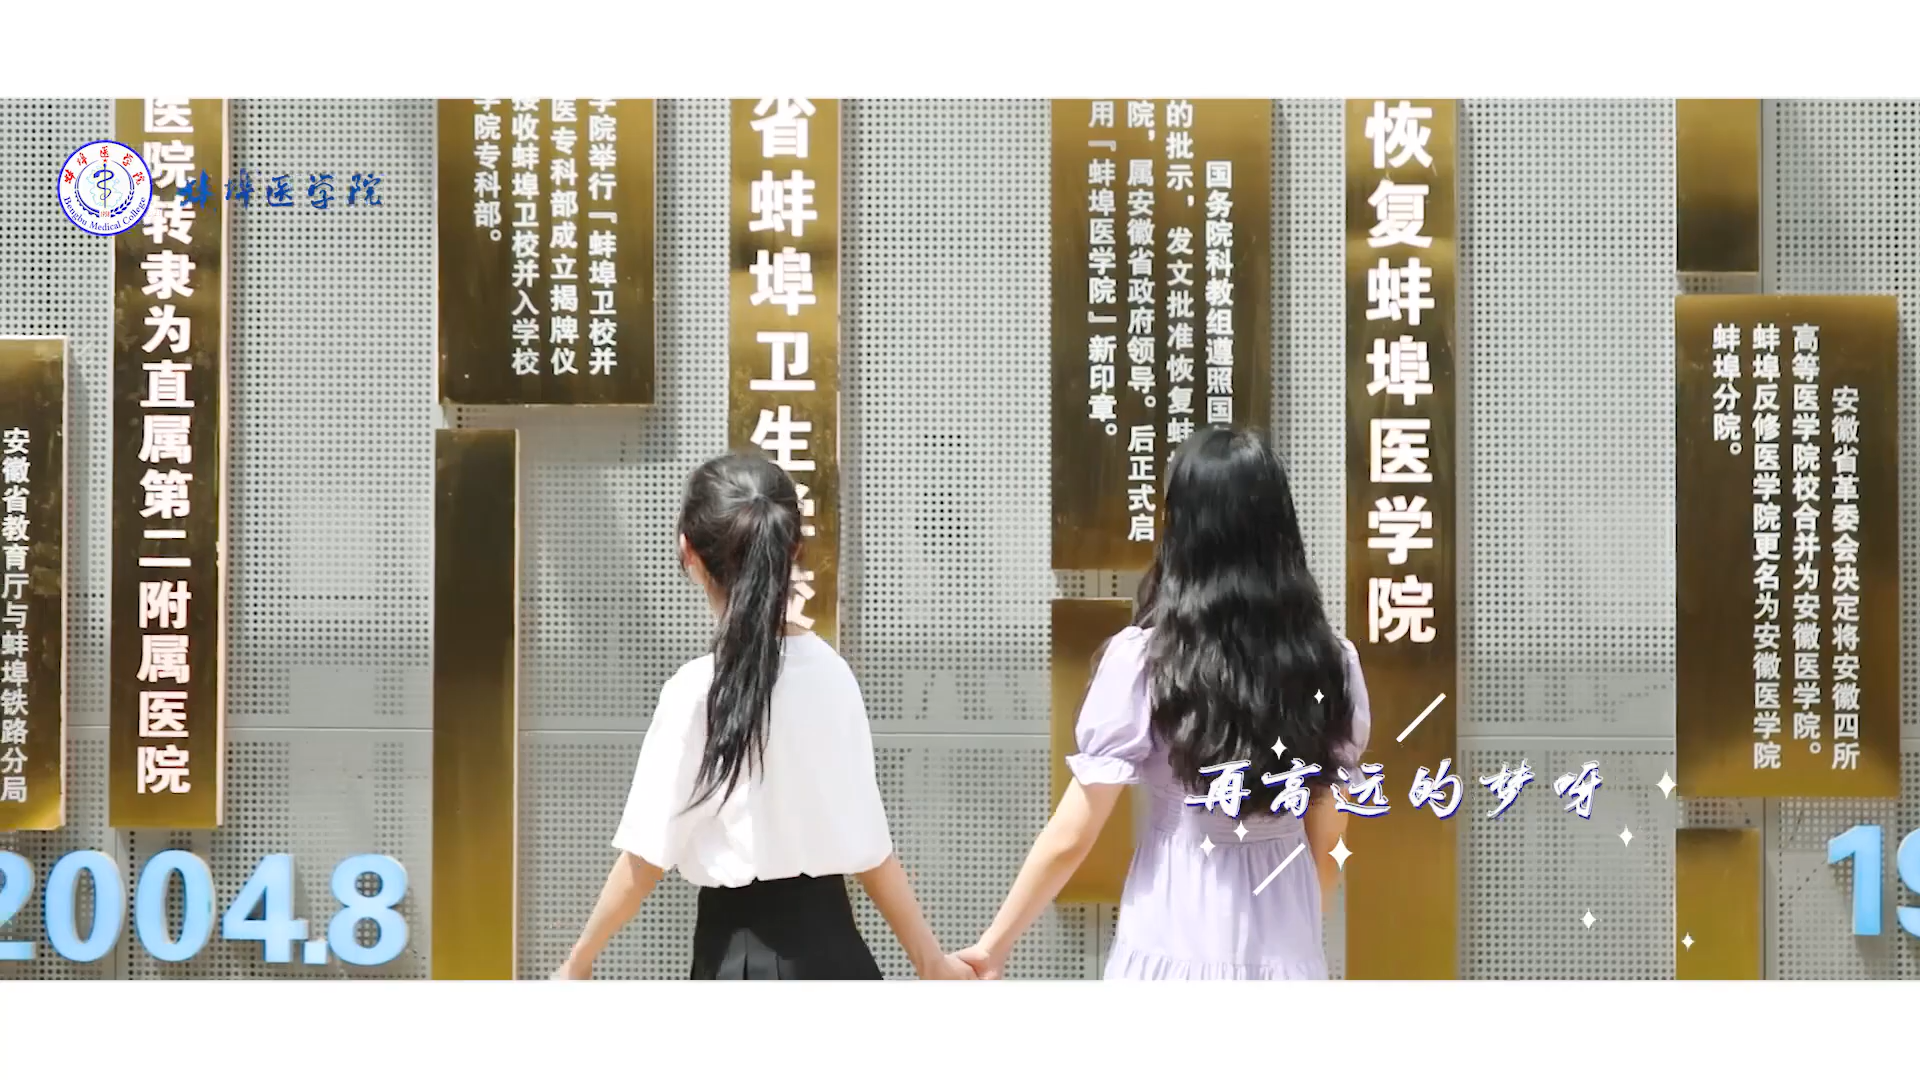 蚌埠医学院
Bengbu Medical College
蚌埠医学院
安徽省教育厅与蚌埠铁路分局
医院转隶为直属第二附属医院
2004.8
学院举行“蚌埠卫校并
医专科部成立揭牌仪
接收蚌埠卫校并入学校
学院专科部。
省蚌埠卫生学校
国务院科教组遵照国
的批示，发文批准恢复蚌
院，属安徽省政府领导。后正式启
用“蚌埠医学院”新印章。
恢复蚌埠医学院
安徽省革委会决定将安徽四所
高等医学院校合并为安徽医学院。
蚌埠反修医学院更名为安徽医学院
蚌埠分院。
19
再高远的梦呀